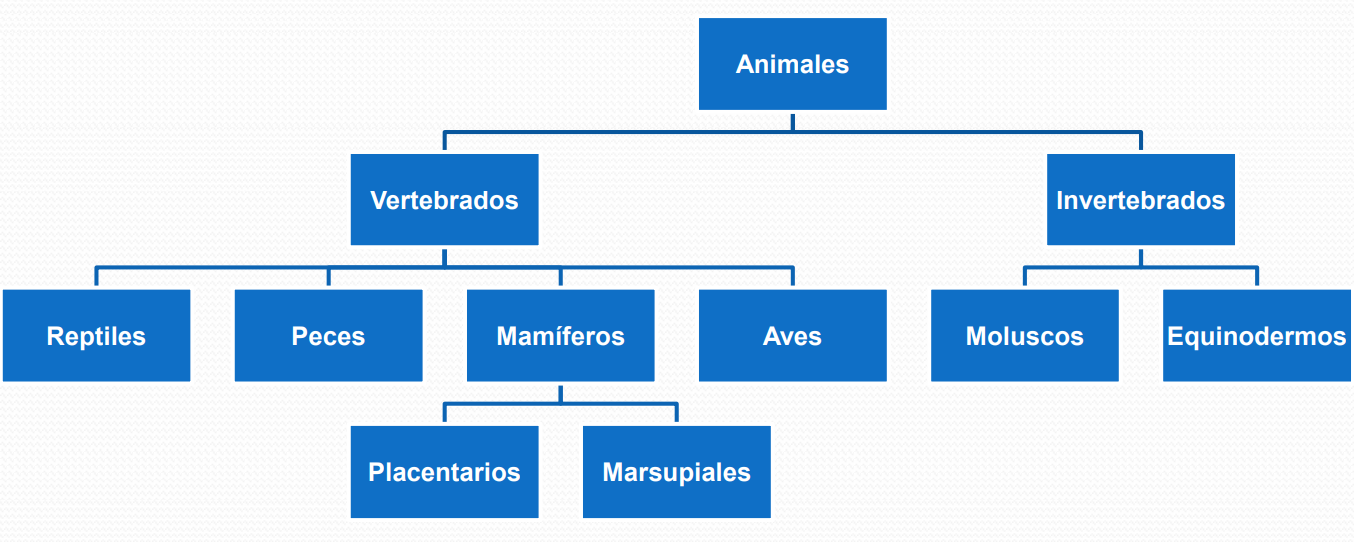 Animales
Vertebrados
Invertebrados
Reptiles
Peces
Mamíferos
Aves
Moluscos
Equinodermos
Placentarios
Marsupiales